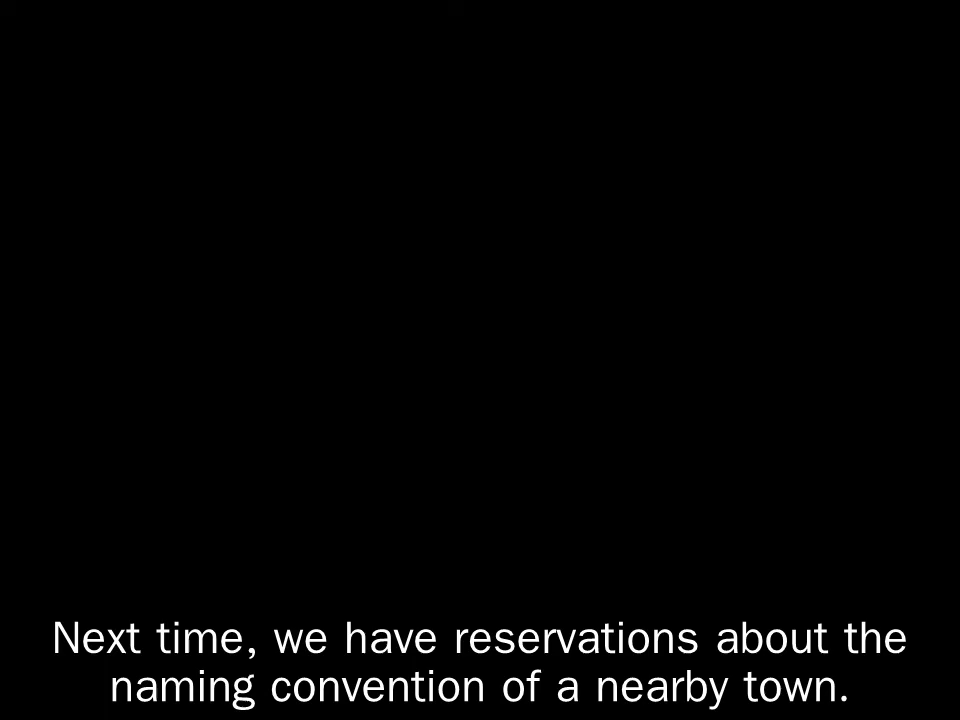 Next time, we have reservations about the
naming convention of a nearby town.